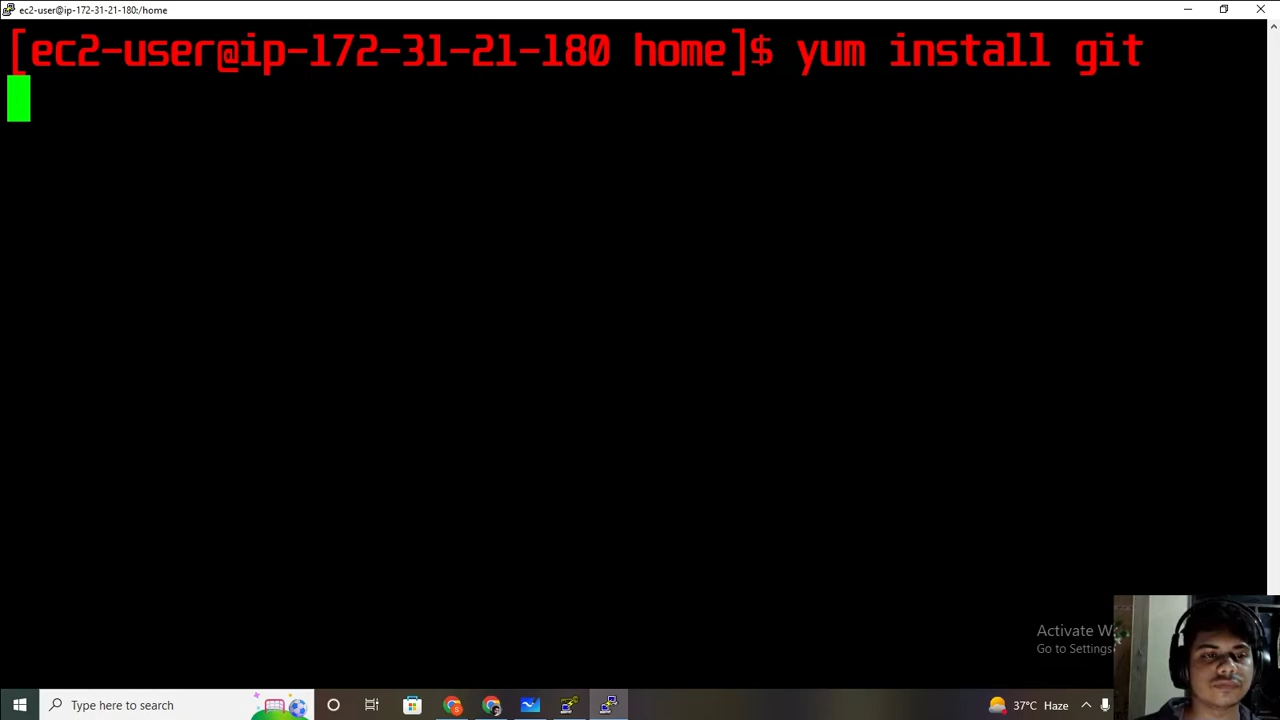 ec2-user@ip-172-31-21-180:/home
[ec2-user@ip-172-31-21-180 home]$ yum install git
Activate W
Go to Settings
Type here to search
37°C Haze